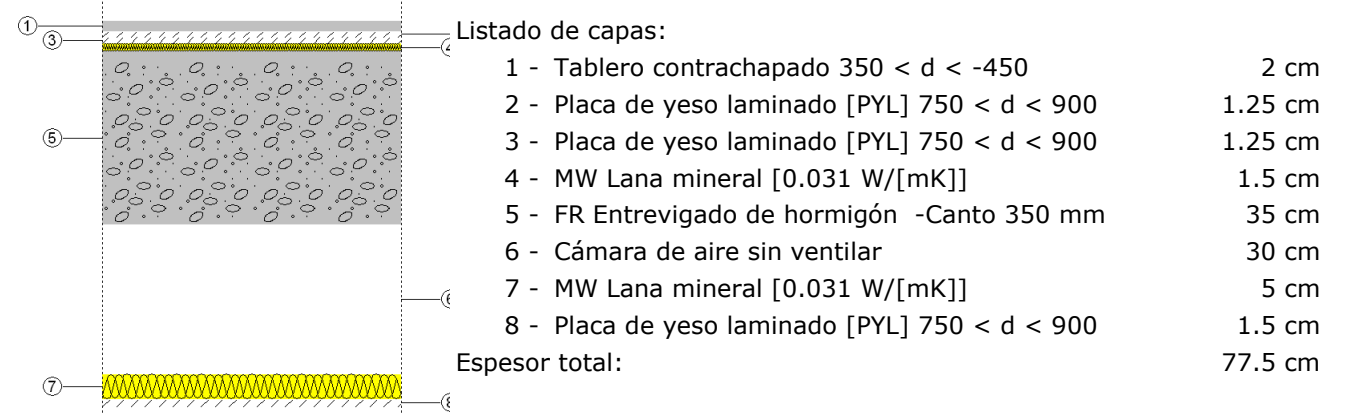 Listado de capas:
1 - Tablero contrachapado 350 < d < -450 2 cm
2 - Placa de yeso laminado [PYL] 750 < d < 900 1.25 cm
3 - Placa de yeso laminado [PYL] 750 < d < 900 1.25 cm
4 - MW Lana mineral [0.031 W/[mK]] 1.5 cm
5 - FR Entrevigado de hormigón -Canto 350 mm 35 cm
6 - Cámara de aire sin ventilar 30 cm
7 - MW Lana mineral [0.031 W/[mK]] 5 cm
8 - Placa de yeso laminado [PYL] 750 < d < 900 1.5 cm
Espesor total: 77.5 cm
1
3
5
7